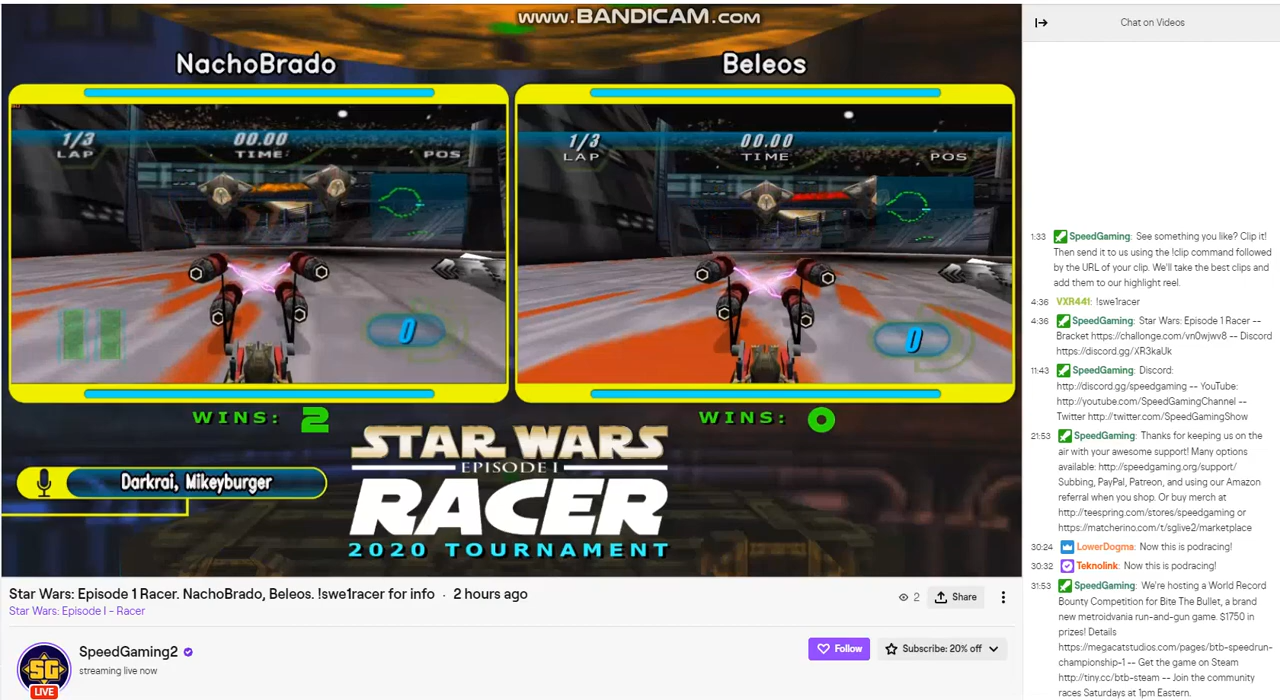 www.BANDICAM.com
NachoBrado
Beleos
1/3
LAP
00.00
TIME
POS
0
1/3
LAP
00.00
TIME
POS
0
WINS: 2
WINS: 0
Darkrai, Mikeyburger
STAR WARS
EPISODE I
RACER
2020 TOURNAMENT
Star Wars: Episode 1 Racer. NachoBrado, Beleos. !swe1racer for info · 2 hours ago
Star Wars: Episode I - Racer
2
Share
SG
LIVE
SpeedGaming2
streaming live now
Follow
Subscribe: 20% off
Chat on Videos
1:33 SpeedGaming: See something you like? Clip it!
Then send it to us using the !clip command followed
by the URL of your clip. We'll take the best clips and
add them to our highlight reel.
4:36 VXR441: !swe1racer
4:36 SpeedGaming: Star Wars: Episode 1 Racer --
Bracket https://challonge.com/vn0wjwv8 -- Discord
https://discord.gg/XR3kaUk
11:43 SpeedGaming: Discord:
http://discord.gg/speedgaming -- YouTube:
http://youtube.com/SpeedGamingChannel --
Twitter http://twitter.com/SpeedGamingShow
21:53 SpeedGaming: Thanks for keeping us on the
air with your awesome support! Many options
available: http://speedgaming.org/support/
Subbing, PayPal, Patreon, and using our Amazon
referral when you shop. Or buy merch at
http://teespring.com/stores/speedgaming or
https://matcherino.com/t/sglive2/marketplace
30:24 LowerDogma: Now this is podracing!
30:32 Teknolink: Now this is podracing!
31:53 SpeedGaming: We're hosting a World Record
Bounty Competition for Bite The Bullet, a brand
new metroidvania run-and-gun game. $1750 in
prizes! Details
https://megacatstudios.com/pages/btb-speedrun-
championship-1 -- Get the game on Steam
http://tiny.cc/btb-steam -- Join the community
races Saturdays at 1pm Eastern